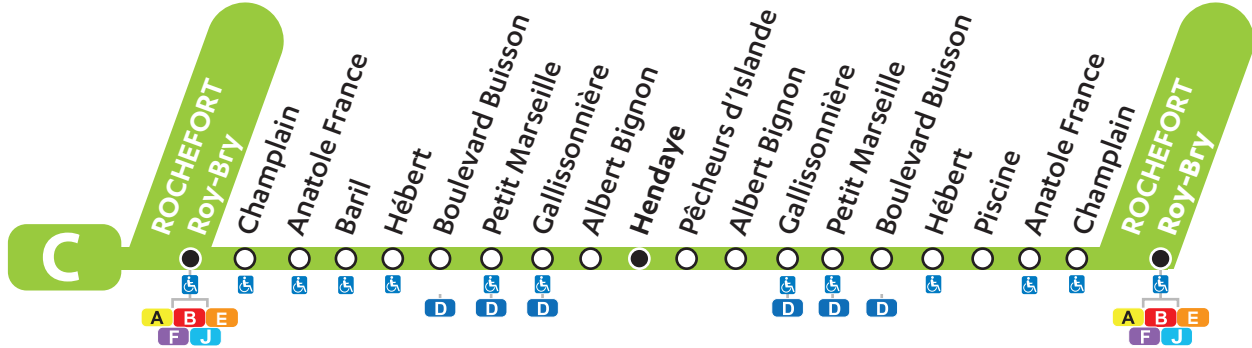 C
ROCHEFORT
Roy-Bry
Champlain
Anatole France
Baril
Hébert
Boulevard Buisson
Petit Marseille
Gallissonnière
Albert Bignon
Hendaye
Pêcheurs d'Islande
Albert Bignon
Gallissonnière
Petit Marseille
Boulevard Buisson
Hébert
Piscine
Anatole France
Champlain
ROCHEFORT
Roy-Bry
D D D D D D
A B E A B E
F J F J